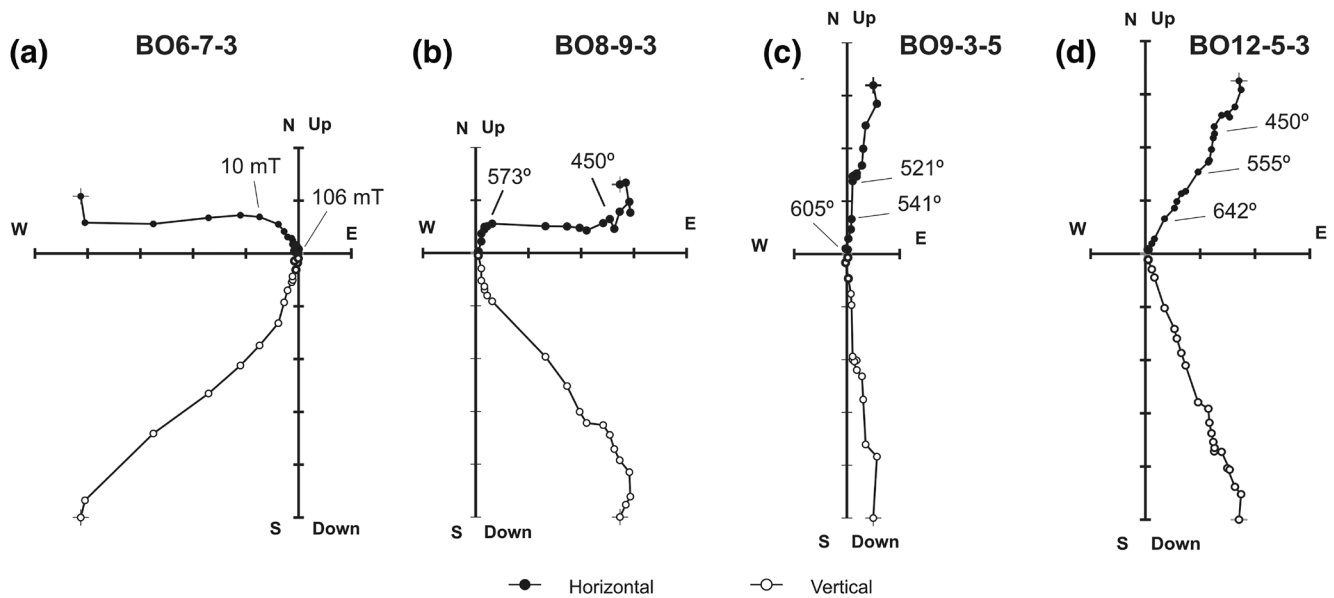 (a) BO6-7-3
N Up
10 mT
106 mT
W
E
S Down
(b) BO8-9-3
N Up
450º
573º
E
S Down
(c) BO9-3-5
N Up
521º
541º
605º
W
E
S Down
(d) BO12-5-3
N Up
450º
555º
642º
W
E
S Down
Horizontal
Vertical